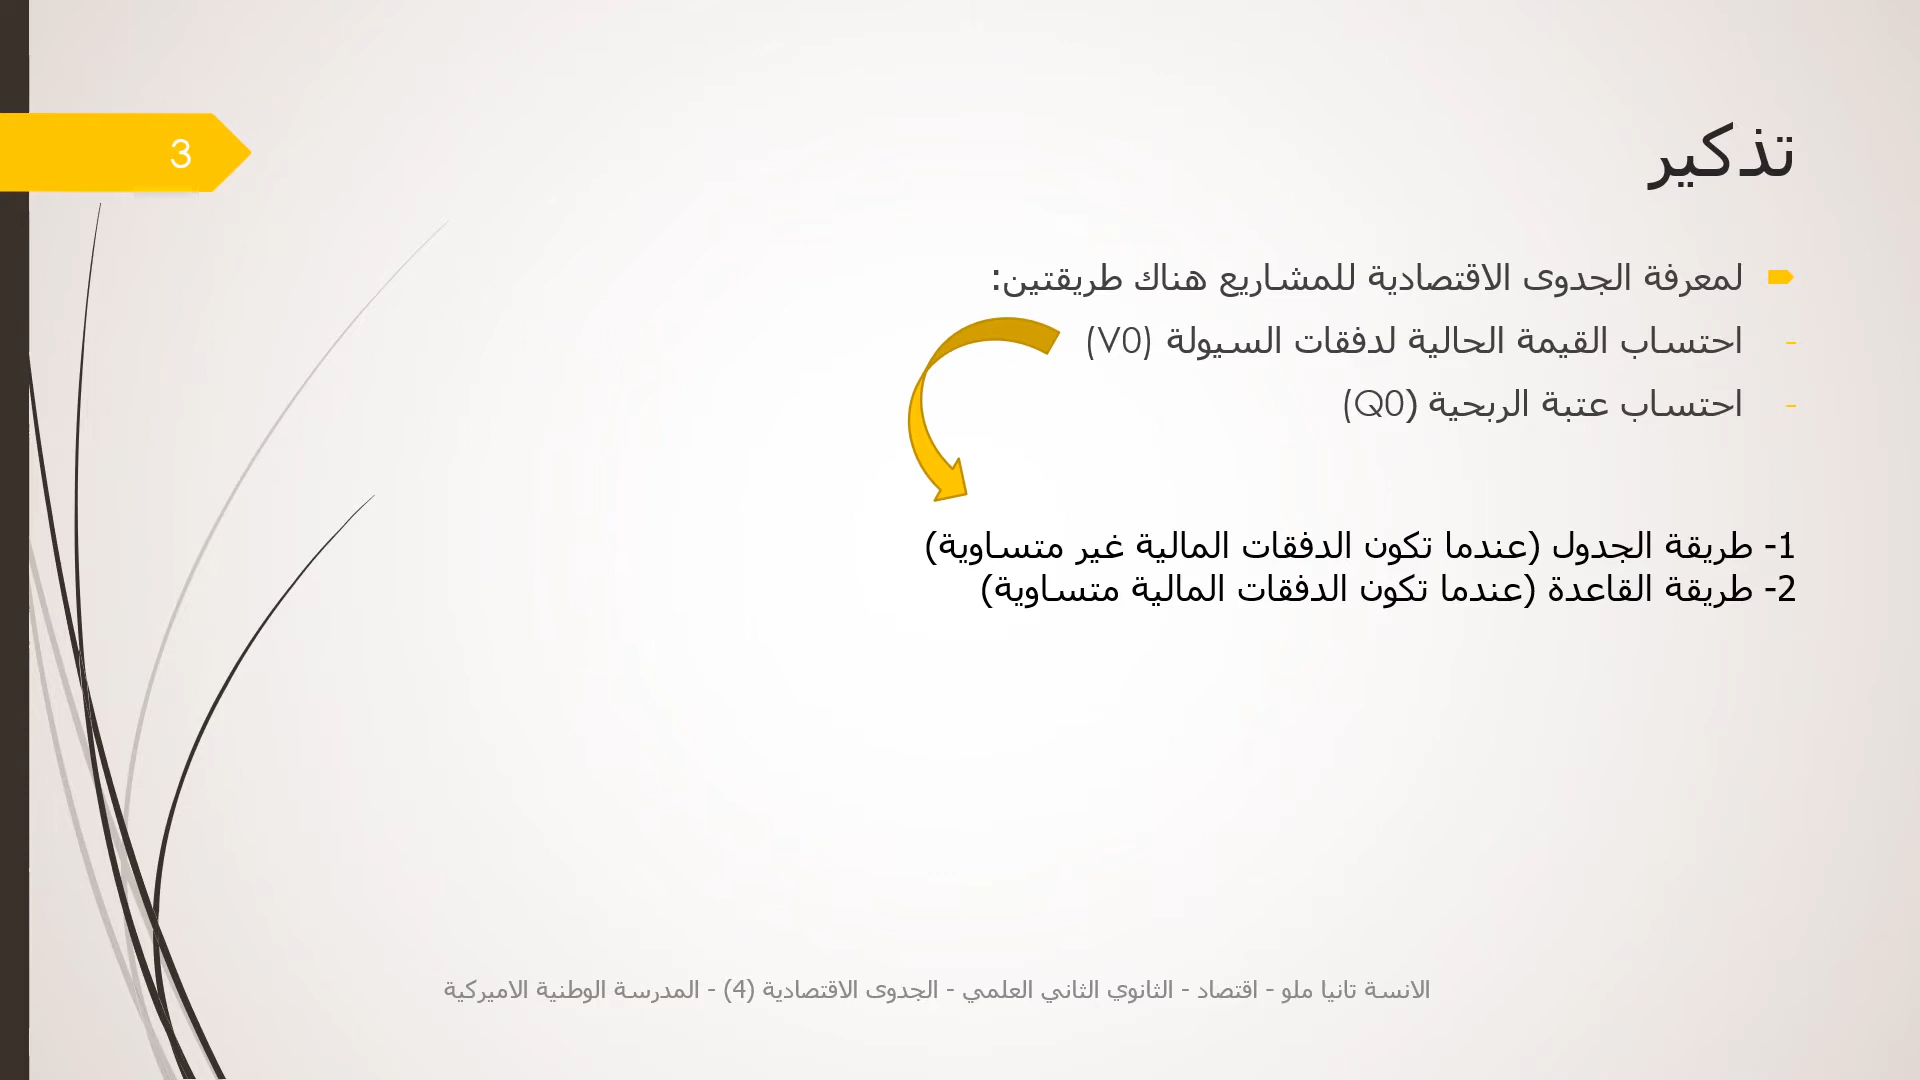 3
تذكير
لمعرفة الجدوى الاقتصادية للمشاريع هناك طريقتين:
- احتساب القيمة الحالية لدفقات السيولة (V0)
- احتساب عتبة الربحية (Q0)
1- طريقة الجدول (عندما تكون الدفقات المالية غير متساوية)
2- طريقة القاعدة (عندما تكون الدفقات المالية متساوية)
الانسة تانيا ملو - اقتصاد - الثانوي الثاني العلمي - الجدوى الاقتصادية (4) - المدرسة الوطنية الاميركية